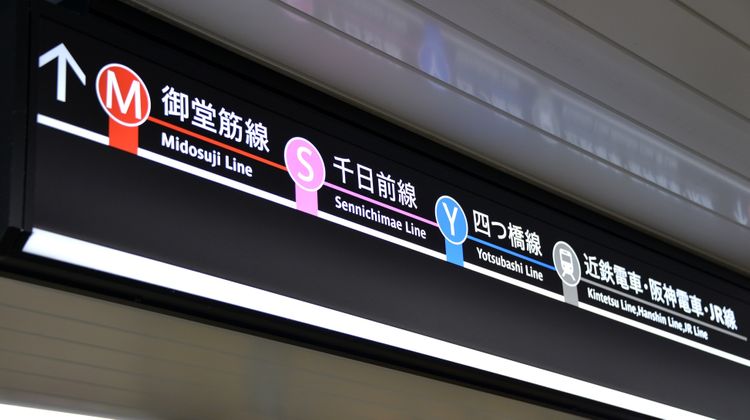 M 御堂筋線
Midosuji Line
S 千日前線
Sennichimae Line
Y 四つ橋線
Yotsubashi Line
近鉄電車・阪神電車・JR線
Kintetsu Line,Hanshin Line,JR Line